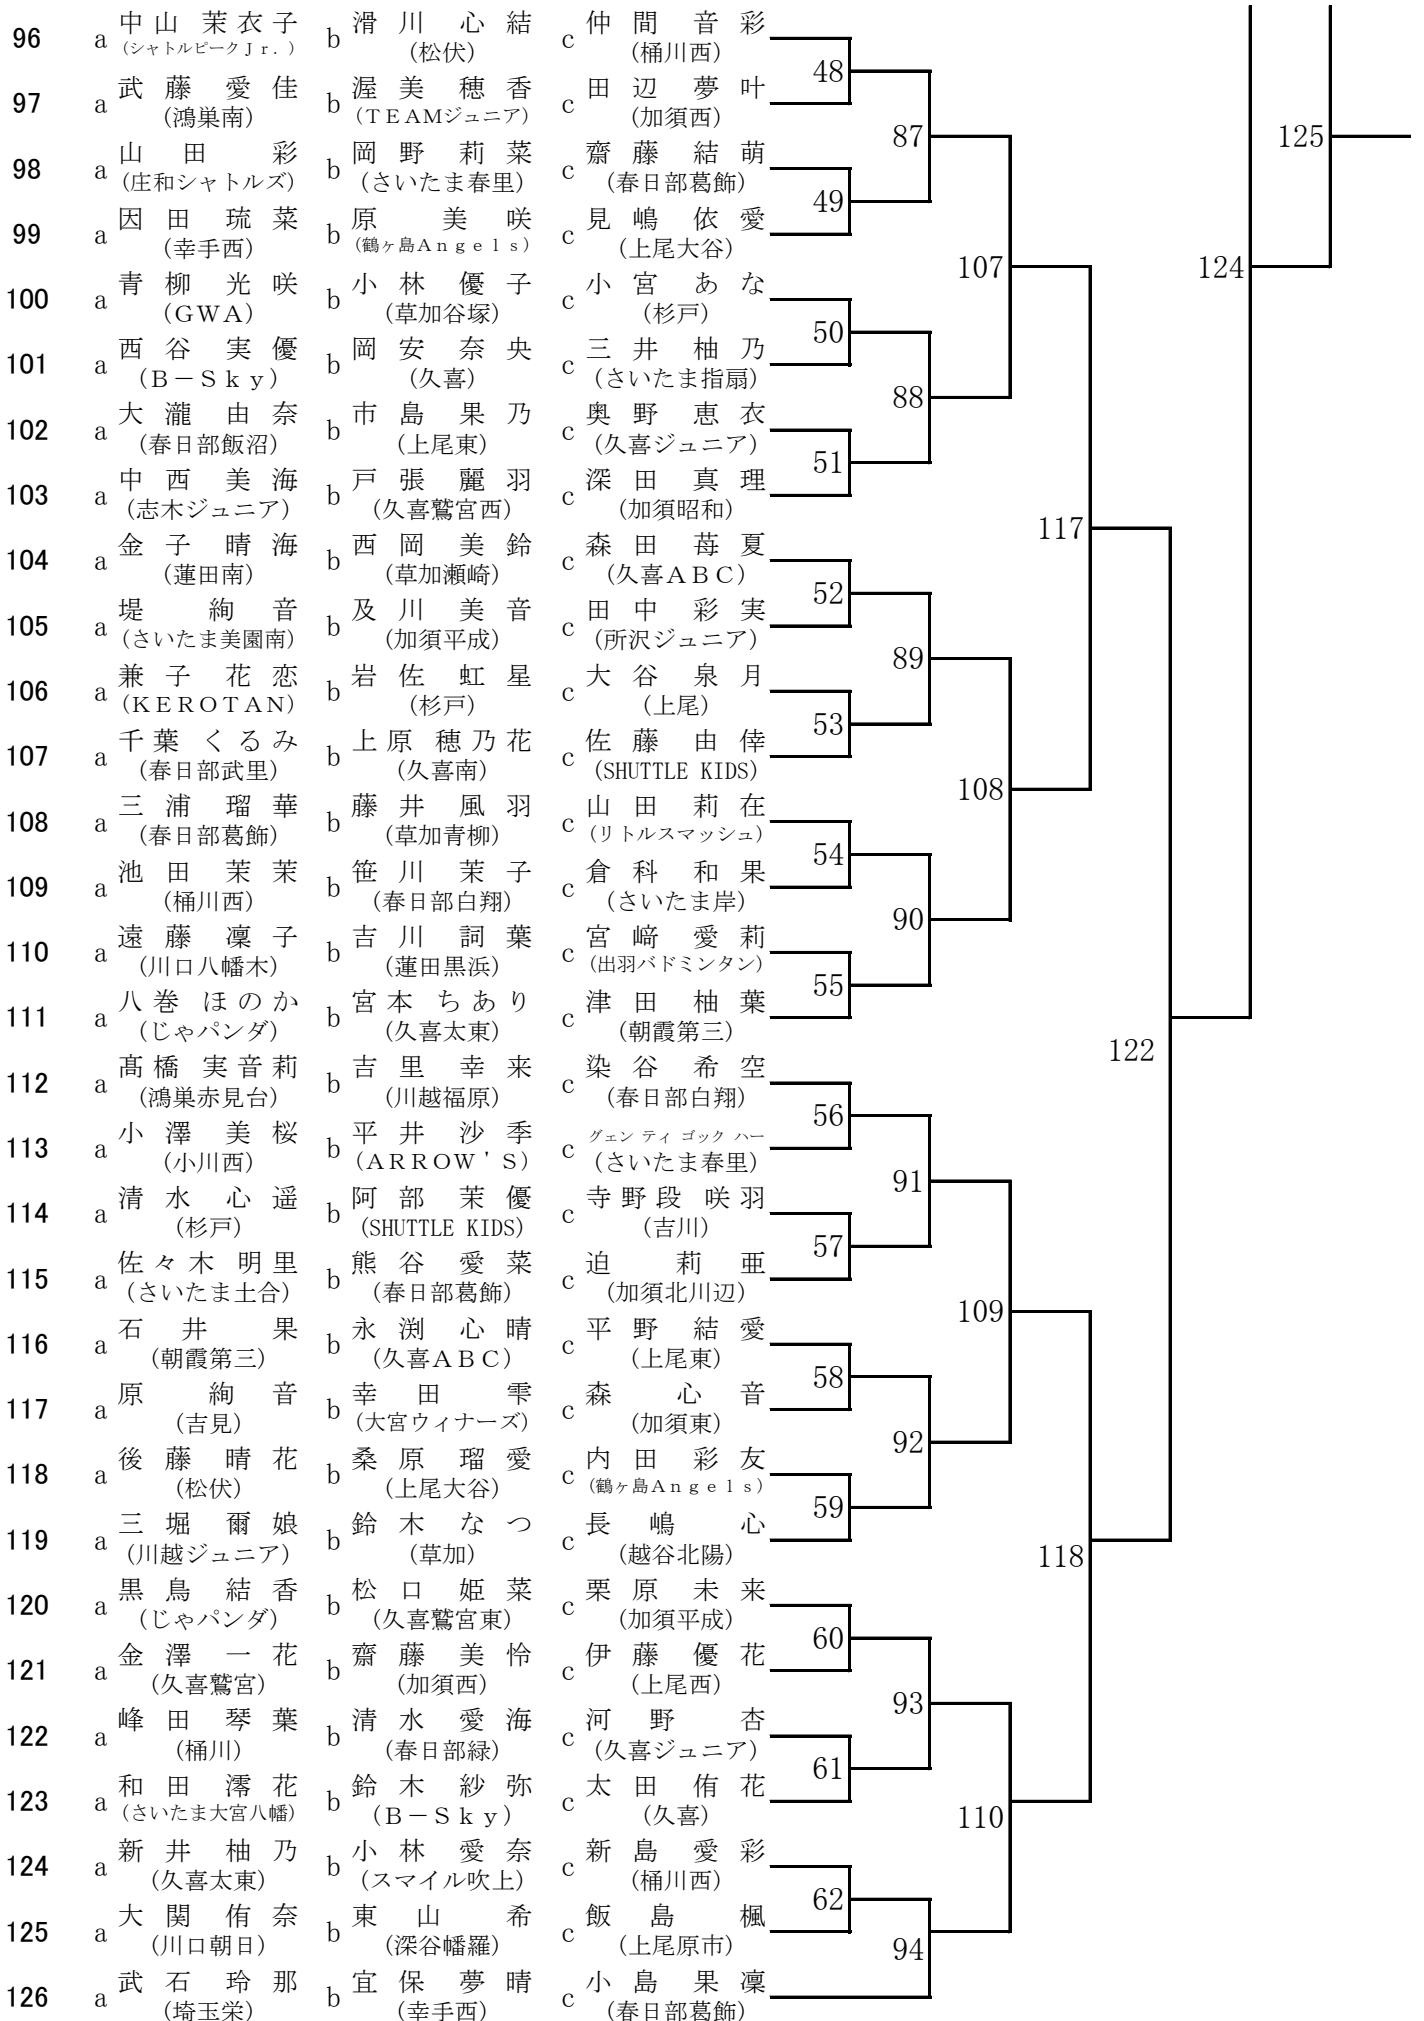 96 a 中山 茉衣子 b 滑川 心結 c 仲間 音彩
(シャトルピークＪｒ．) (松伏) (桶川西)
48
97 a 武藤 愛佳 b 渥美 穂香 c 田辺 夢叶
(鴻巣南) (ＴＥＡＭジュニア) (加須西)
87 125
98 a 山田 彩 b 岡野 莉菜 c 齋藤 結萌
(庄和シャトルズ) (さいたま春里) (春日部葛飾)
49
99 a 因田 琉菜 b 原 美咲 c 見嶋 依愛
(幸手西) (鶴ヶ島Ａｎｇｅｌｓ) (上尾大谷)
107 124
100 a 青柳 光咲 b 小林 優子 c 小宮 あな
(ＧＷＡ) (草加谷塚) (杉戸)
50
101 a 西谷 実優 b 岡安 奈央 c 三井 柚乃
(Ｂ－Ｓｋｙ) (久喜) (さいたま指扇)
88
102 a 大瀧 由奈 b 市島 果乃 c 奥野 恵衣
(春日部飯沼) (上尾東) (久喜ジュニア)
51
103 a 中西 美海 b 戸張 麗羽 c 深田 真理
(志木ジュニア) (久喜鷲宮西) (加須昭和)
117
104 a 金子 晴海 b 西岡 美鈴 c 森田 苺夏
(蓮田南) (草加瀬崎) (久喜ＡＢＣ)
52
105 a 堤 絢音 b 及川 美音 c 田中 彩実
(さいたま美園南) (加須平成) (所沢ジュニア)
89
106 a 兼子 花恋 b 岩佐 虹星 c 大谷 泉月
(ＫＥＲＯＴＡＮ) (杉戸) (上尾)
53
107 a 千葉 くるみ b 上原 穂乃花 c 佐藤 由倖
(春日部武里) (久喜南) (SHUTTLE KIDS)
108
108 a 三浦 瑠華 b 藤井 風羽 c 山田 莉在
(春日部葛飾) (草加青柳) (リトルスマッシュ)
54
109 a 池田 茉茉 b 笹川 茉子 c 倉科 和果
(桶川西) (春日部白翔) (さいたま岸)
90
110 a 遠藤 凜子 b 吉川 詞葉 c 宮﨑 愛莉
(川口八幡木) (蓮田黒浜) (出羽バドミンタン)
55
111 a 八巻 ほのか b 宮本 ちあり c 津田 柚葉
(じゃパンダ) (久喜太東) (朝霞第三)
122
112 a 髙橋 実音莉 b 吉里 幸来 c 染谷 希空
(鴻巣赤見台) (川越福原) (春日部白翔)
56
113 a 小澤 美桜 b 平井 沙季 c グェン ティ ゴック ハー
(小川西) (ＡＲＲＯＷ＇Ｓ) (さいたま春里)
91
114 a 清水 心遥 b 阿部 茉優 c 寺野段 咲羽
(杉戸) (SHUTTLE KIDS) (吉川)
57
115 a 佐々木 明里 b 熊谷 愛菜 c 迫 莉亜
(さいたま土合) (春日部葛飾) (加須北川辺)
109
116 a 石井 果 b 永渕 心晴 c 平野 結愛
(朝霞第三) (久喜ＡＢＣ) (上尾東)
58
117 a 原 絢音 b 幸田 雫 c 森 心音
(吉見) (大宮ウィナーズ) (加須東)
92
118 a 後藤 晴花 b 桑原 瑠愛 c 内田 彩友
(松伏) (上尾大谷) (鶴ヶ島Ａｎｇｅｌｓ)
59
119 a 三堀 爾娘 b 鈴木 なつ c 長嶋 心
(川越ジュニア) (草加) (越谷北陽)
118
120 a 黒鳥 結香 b 松口 姫菜 c 栗原 未来
(じゃパンダ) (久喜鷲宮東) (加須平成)
60
121 a 金澤 一花 b 齋藤 美怜 c 伊藤 優花
(久喜鷲宮) (加須西) (上尾西)
93
122 a 峰田 琴葉 b 清水 愛海 c 河野 杏
(桶川) (春日部緑) (久喜ジュニア)
61
123 a 和田 澪花 b 鈴木 紗弥 c 太田 侑花
(さいたま大宮八幡) (Ｂ－Ｓｋｙ) (久喜)
110
124 a 新井 柚乃 b 小林 愛奈 c 新島 愛彩
(久喜太東) (スマイル吹上) (桶川西)
62
125 a 大関 侑奈 b 東山 希 c 飯島 楓
(川口朝日) (深谷幡羅) (上尾原市)
94
126 a 武石 玲那 b 宜保 夢晴 c 小島 果凜
(埼玉栄) (幸手西) (春日部葛飾)